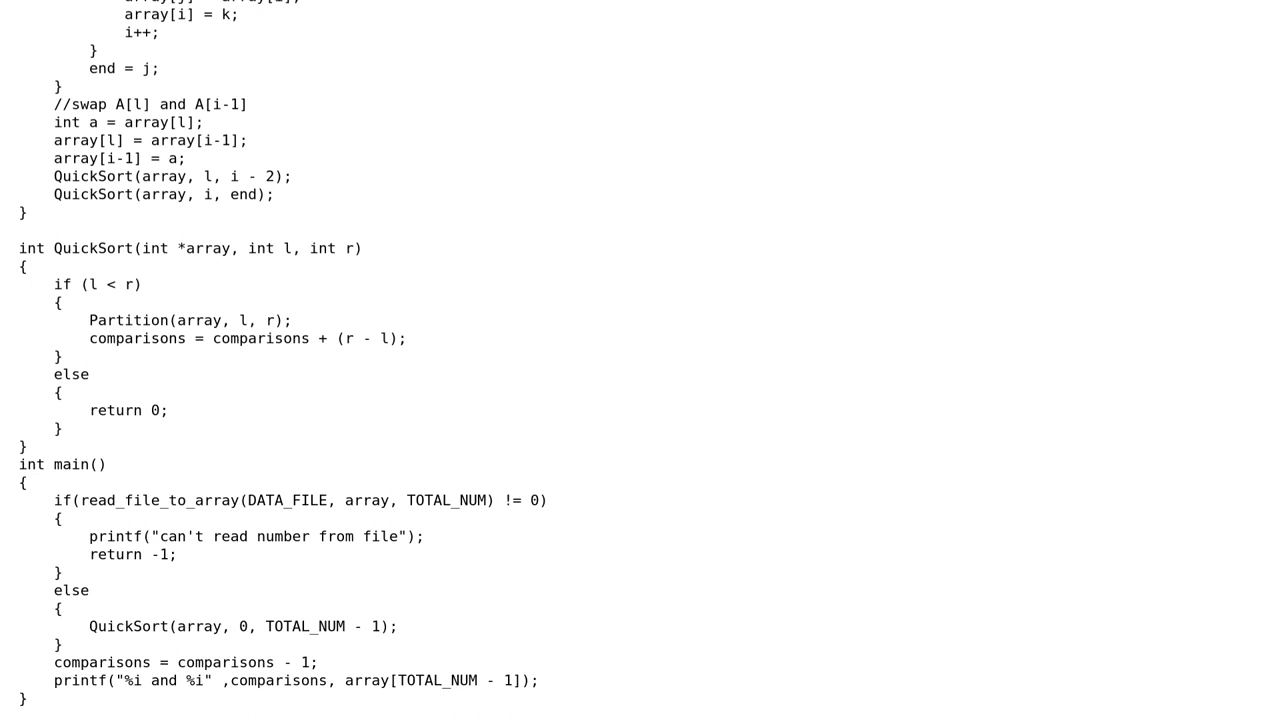 array[i] = k;
i++;
}
end = j;
}
//swap A[l] and A[i-1]
int a = array[l];
array[l] = array[i-1];
array[i-1] = a;
QuickSort(array, l, i - 2);
QuickSort(array, i, end);
}
int QuickSort(int *array, int l, int r)
{
if (l < r)
{
Partition(array, l, r);
comparisons = comparisons + (r - l);
}
else
{
return 0;
}
}
int main()
{
if(read_file_to_array(DATA_FILE, array, TOTAL_NUM) != 0)
{
printf("can't read number from file");
return -1;
}
else
{
QuickSort(array, 0, TOTAL_NUM - 1);
}
comparisons = comparisons - 1;
printf("%i and %i" ,comparisons, array[TOTAL_NUM - 1]);
}